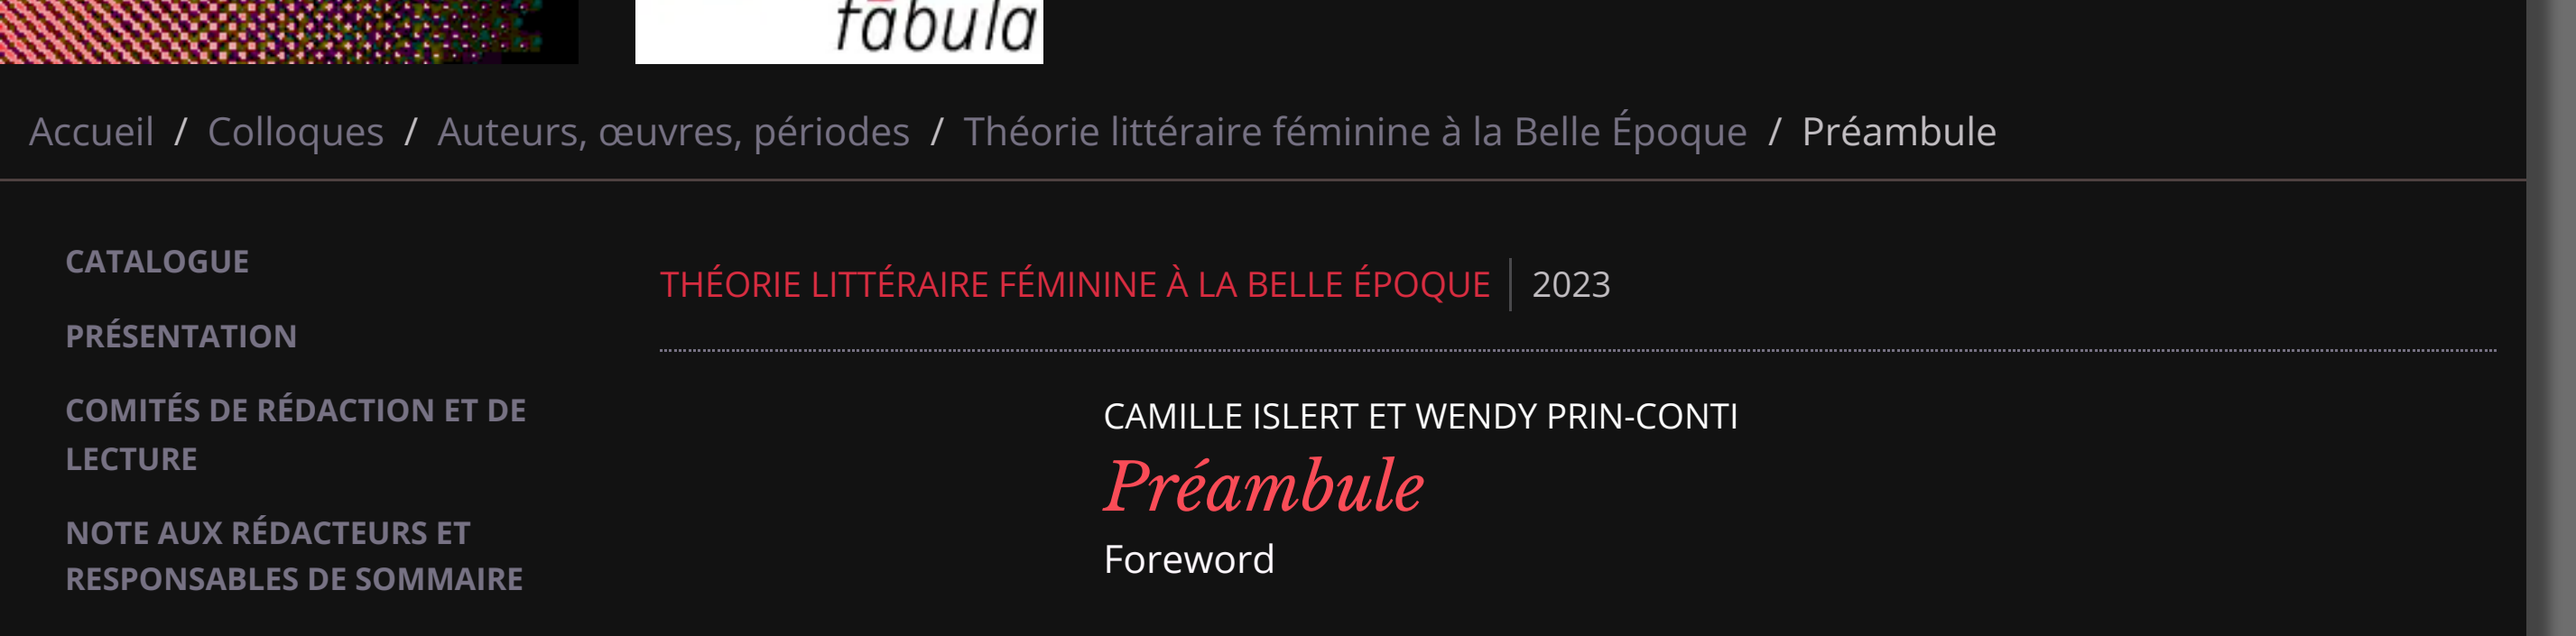 fabula
Accueil / Colloques / Auteurs, œuvres, périodes / Théorie littéraire féminine à la Belle Époque / Préambule
CATALOGUE
PRÉSENTATION
COMITÉS DE RÉDACTION ET DE
LECTURE
NOTE AUX RÉDACTEURS ET
RESPONSABLES DE SOMMAIRE
THÉORIE LITTÉRAIRE FÉMININE À LA BELLE ÉPOQUE | 2023
CAMILLE ISLERT ET WENDY PRIN-CONTI
Préambule
Foreword